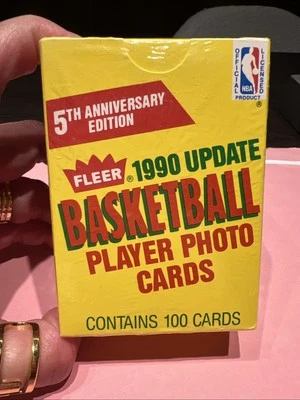 OFFICIAL
LICENSED
NBA
PRODUCT
®
5TH ANNIVERSARY
EDITION
FLEER® 1990 UPDATE
BASKETBALL
PLAYER PHOTO
CARDS
CONTAINS 100 CARDS